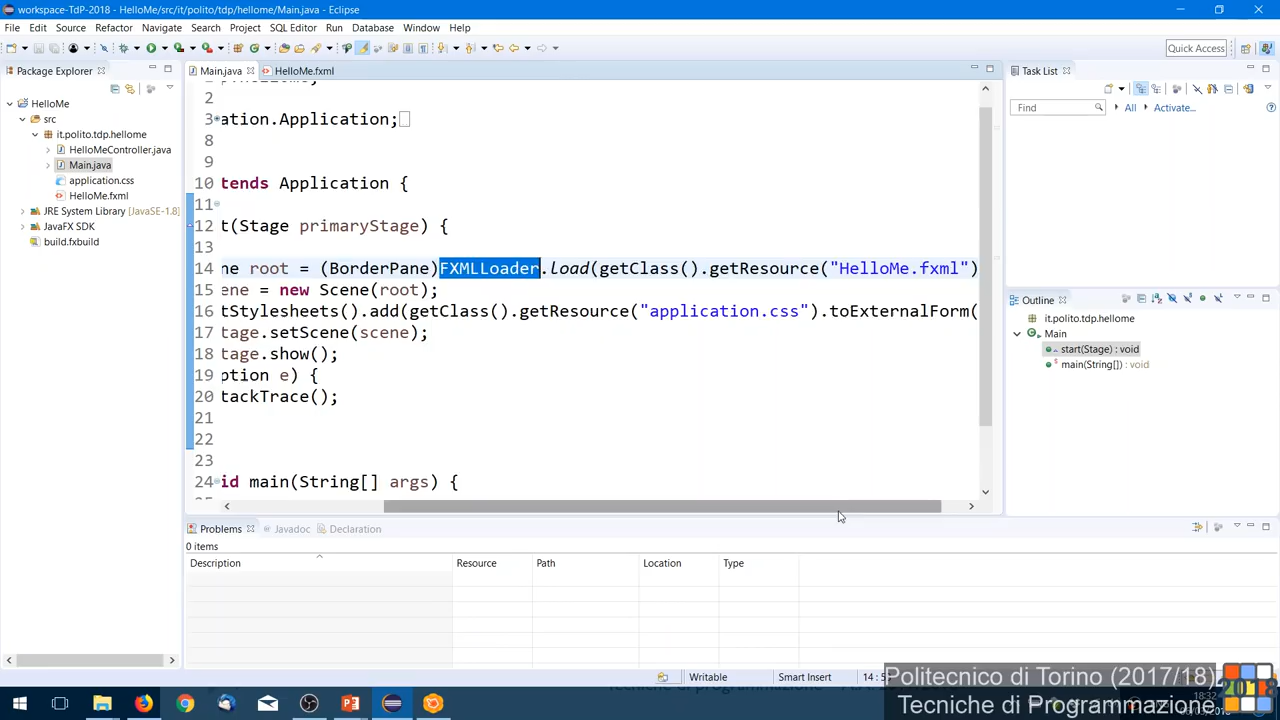 workspace-TdP-2018 - HelloMe/src/it/polito/tdp/hellome/Main.java - Eclipse
File Edit Source Refactor Navigate Search Project SQL Editor Run Database Window Help
Quick Access
Package Explorer
HelloMe
src
it.polito.tdp.hellome
HelloMeController.java
Main.java
application.css
HelloMe.fxml
JRE System Library [JavaSE-1.8]
JavaFX SDK
build.fxbuild
Main.java HelloMe.fxml
2
3 ation.Application;
8
9
10 tends Application {
11
12 t(Stage primaryStage) {
13
14 ne root = (BorderPane)FXMLLoader.load(getClass().getResource("HelloMe.fxml")
15 ene = new Scene(root);
16 tStylesheets().add(getClass().getResource("application.css").toExternalForm(
17 tage.setScene(scene);
18 tage.show();
19 ption e) {
20 tackTrace();
21
22
23
24 id main(String[] args) {
Task List
Find All Activate...
Outline
it.polito.tdp.hellome
Main
start(Stage) : void
main(String[]) : void
Problems Javadoc Declaration
0 items
Description Resource Path Location Type
Writable Smart Insert
Politecnico di Torino (2017/18)
Tecniche di Programmazione
2018
18:32